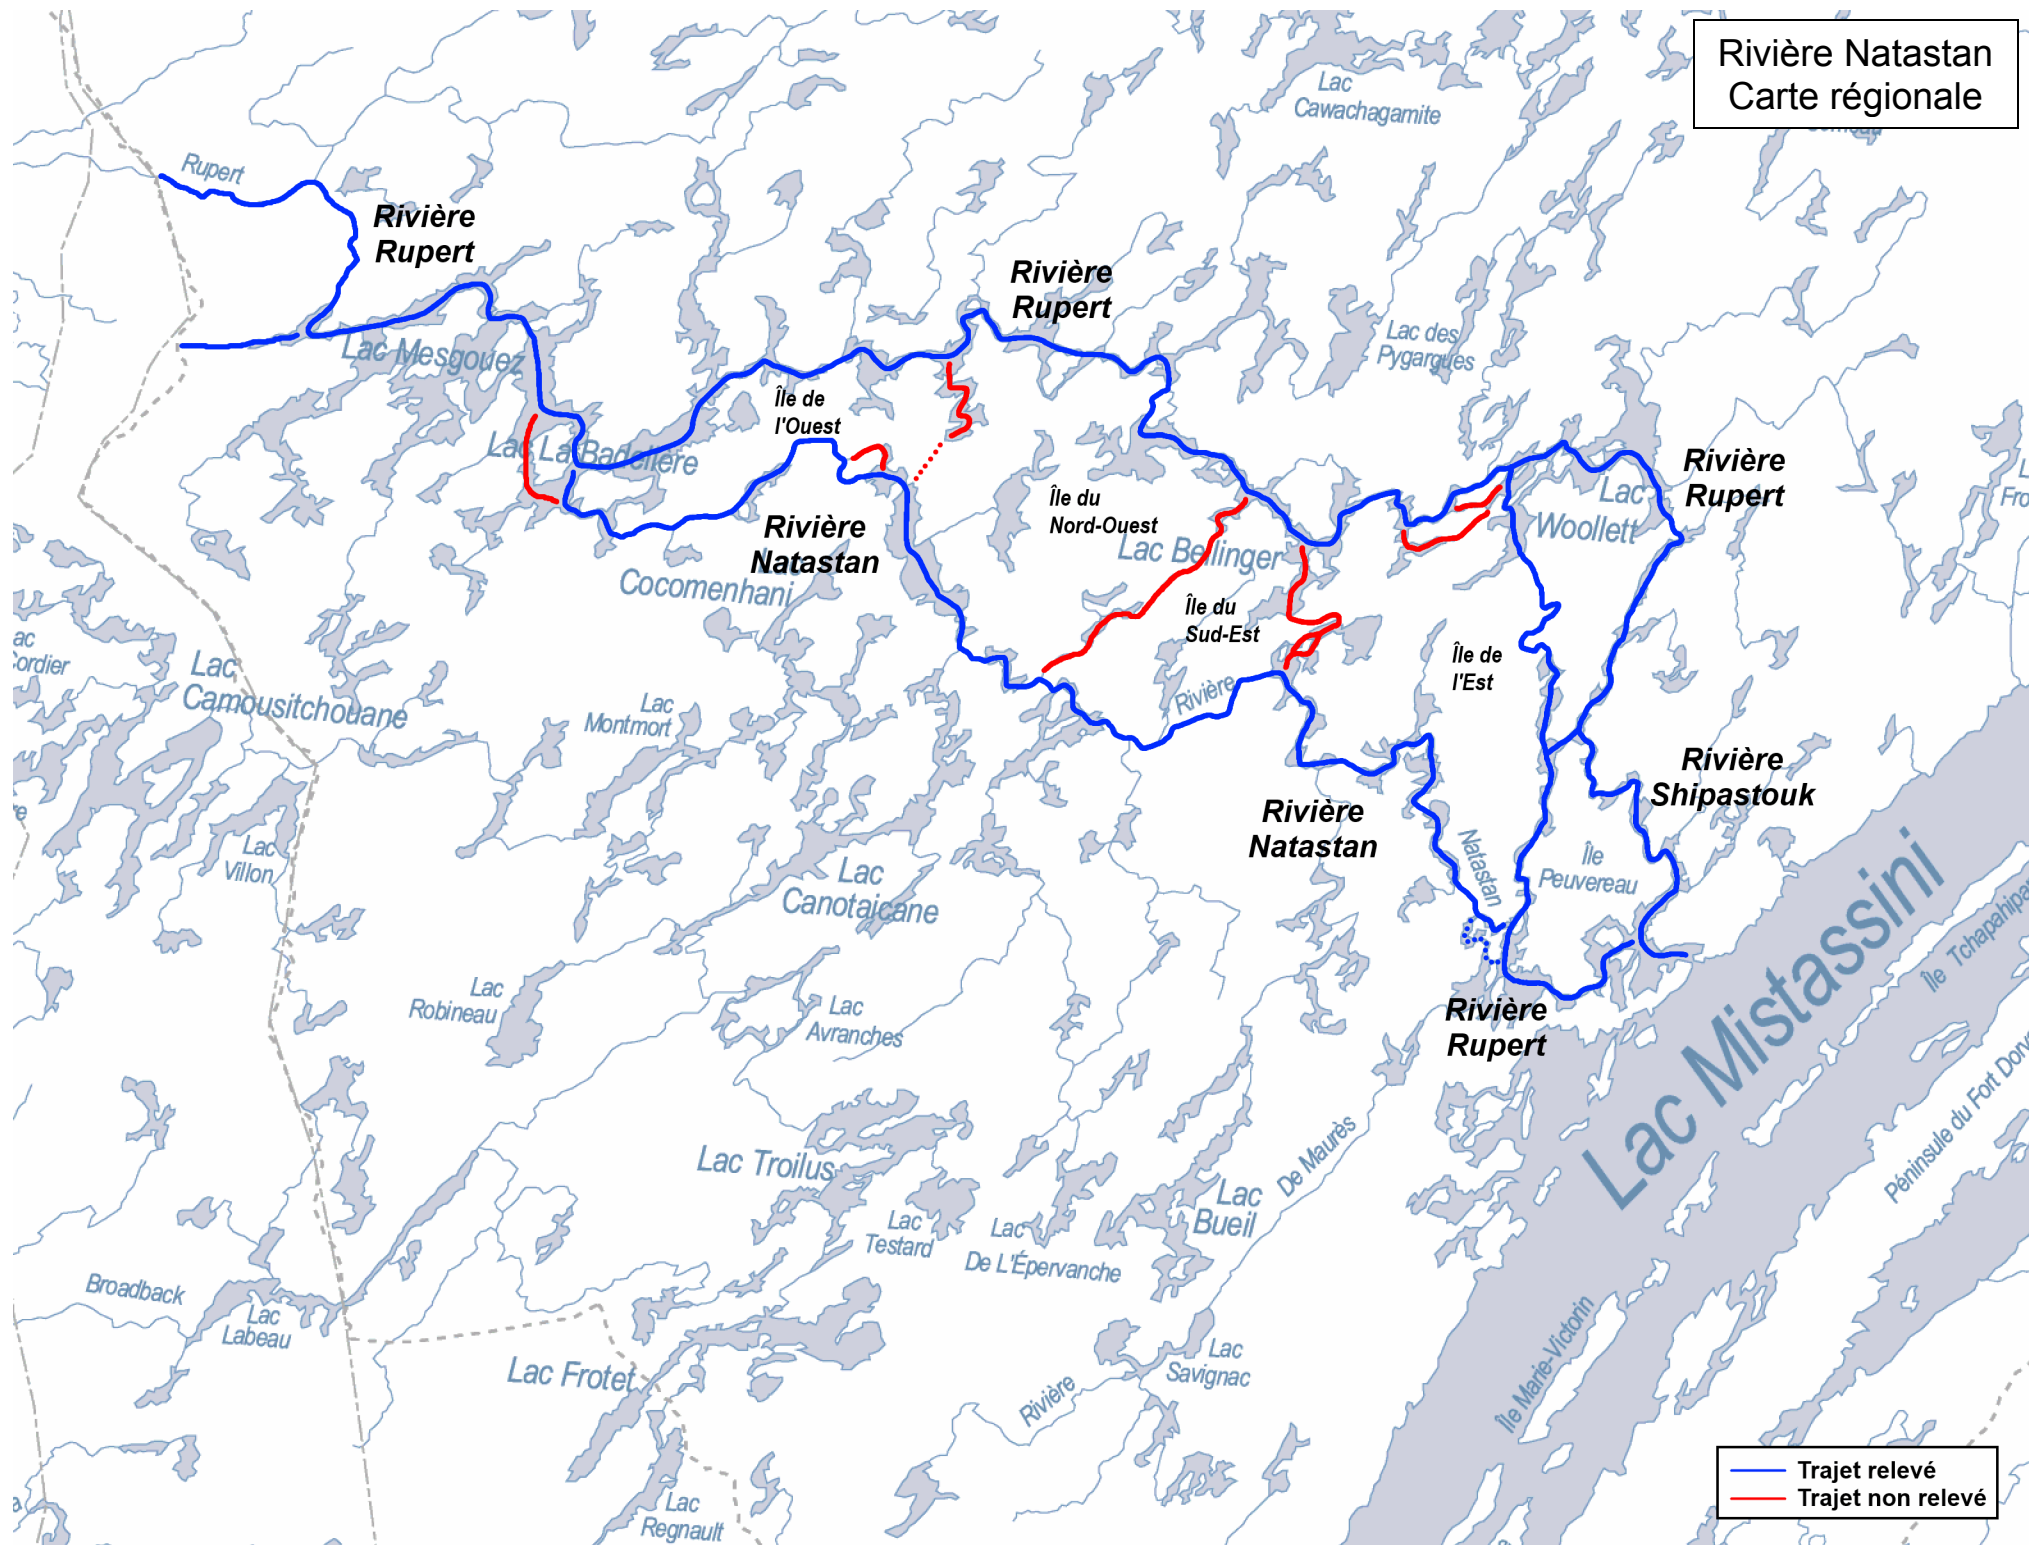 Rivière Natastan
Carte régionale
Lac
Cawachagamite
Rupert
Rivière
Rupert
Rivière
Rupert
Lac des
Pygargues
Lac Mesgouez
Île de
l'Ouest
Lac La Badelière
Rivière
Rupert
Lac
Woollett
Île du
Nord-Ouest
Rivière
Natastan
Lac Bellinger
Lac
Cocomenhani
Île du
Sud-Est
Île de
l'Est
Lac
Camousitchouane
Rivière
Lac
Montmort
Rivière
Shipastouk
Rivière
Natastan
Natastan
Île
Peuvereau
Lac
Villon
Lac
Canotaicane
Lac Mistassini
Île Tchapahipa
Lac
Robineau
Lac
Avranches
Rivière
Rupert
Péninsule du Fort Dorv
De Maurès
Lac Troilus
Lac
Bueil
Lac
Testard
Lac
De L'Épervanche
Broadback
Lac
Labeau
Île Marie-Victorin
Lac Frotet
Lac
Savignac
Rivière
Lac
Regnault
Trajet relevé
Trajet non relevé